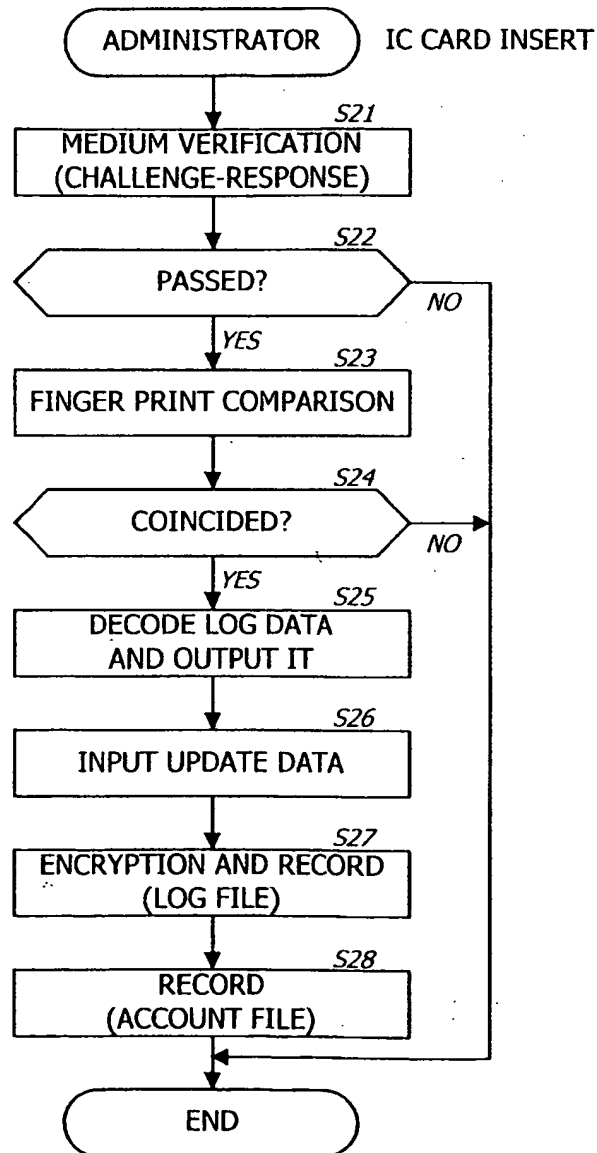 ADMINISTRATOR IC CARD INSERT
S21
MEDIUM VERIFICATION
(CHALLENGE-RESPONSE)
S22
PASSED?
NO
YES
S23
FINGER PRINT COMPARISON
S24
COINCIDED?
NO
YES
S25
DECODE LOG DATA
AND OUTPUT IT
S26
INPUT UPDATE DATA
S27
ENCRYPTION AND RECORD
(LOG FILE)
S28
RECORD
(ACCOUNT FILE)
END